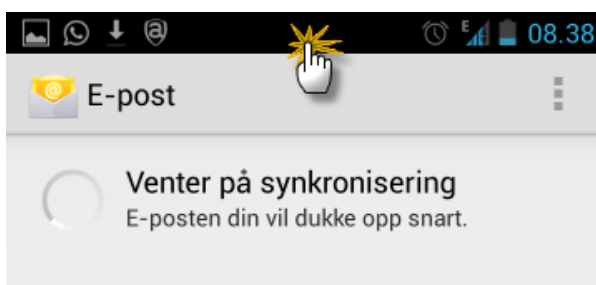 E 08.38
E-post
Venter på synkronisering
E-posten din vil dukke opp snart.